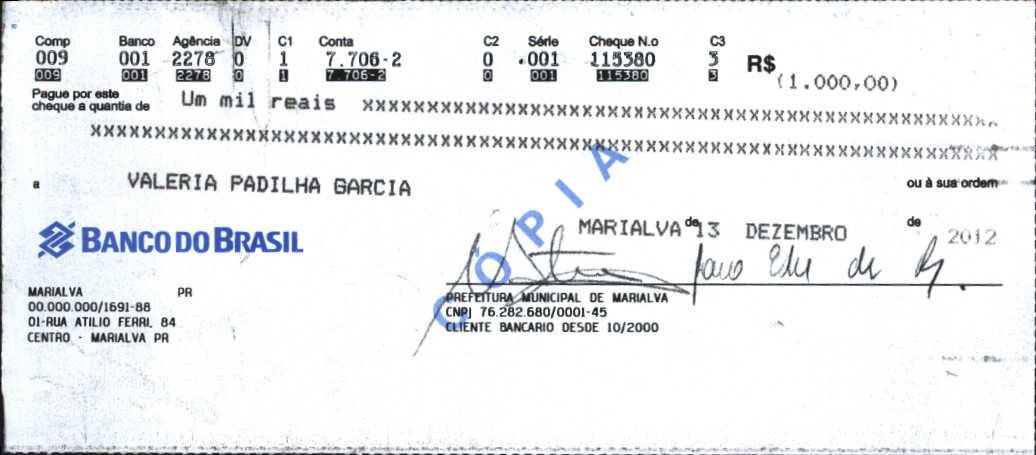 Comp Banco Agência DV C1 Conta C2 Série Cheque N.o C3
009 001 2278 0 1 7.706-2 0 .001 115380 3 R$ (1.000,00)
009 001 2278 0 1 7.706-2 0 001 115380 3
Pague por este
cheque a quantia de Um mil reais xxxxxxxxxxxxxxxxxxxxxxxxxxxxxxxxxxxxxxxxxxxxxxxxxxxxxxx
xxxxxxxxxxxxxxxxxxxxxxxxxxxxxxxxxxxxxxxxxxxxxxxxxxxxxxxxxxxxxxxxxxxxxxxx
a VALERIA PADILHA GARCIA ou à sua ordem
CÓPIA
MARIALVA de 13 DEZEMBRO de 2012
BANCO DO BRASIL
PREFEITURA MUNICIPAL DE MARIALVA
CNPJ 76.282.680/0001-45
CLIENTE BANCARIO DESDE 10/2000
MARIALVA PR
00.000.000/1691-88
01-RUA ATILIO FERRI, 84
CENTRO - MARIALVA PR